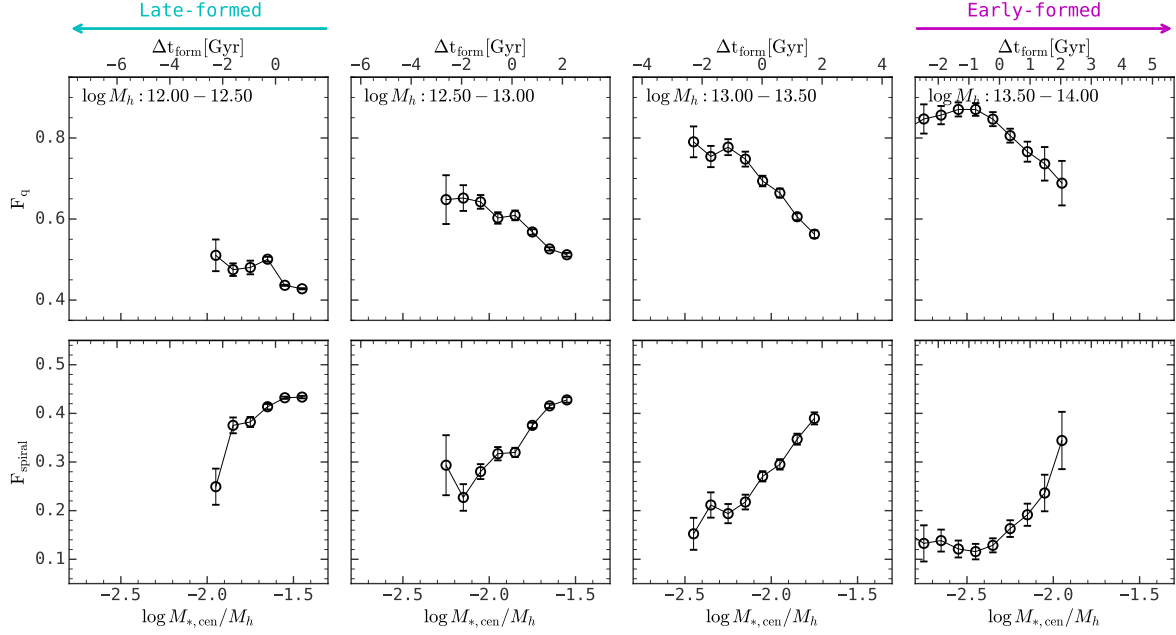 Late-formed
Early-formed
Δt_form[Gyr] Δt_form[Gyr] Δt_form[Gyr] Δt_form[Gyr]
−6 −4 −2 0 −6 −4 −2 0 2 −4 −2 0 2 4 −2 −1 0 1 2 3 4 5
log M_h : 12.00 − 12.50 log M_h : 12.50 − 13.00 log M_h : 13.00 − 13.50 log M_h : 13.50 − 14.00
0.8
F_q
0.6
0.4
0.5
0.4
F_spiral
0.3
0.2
0.1
−2.5 −2.0 −1.5 −2.5 −2.0 −1.5 −2.5 −2.0 −1.5 −2.5 −2.0 −1.5
log M_{*,cen}/M_h log M_{*,cen}/M_h log M_{*,cen}/M_h log M_{*,cen}/M_h